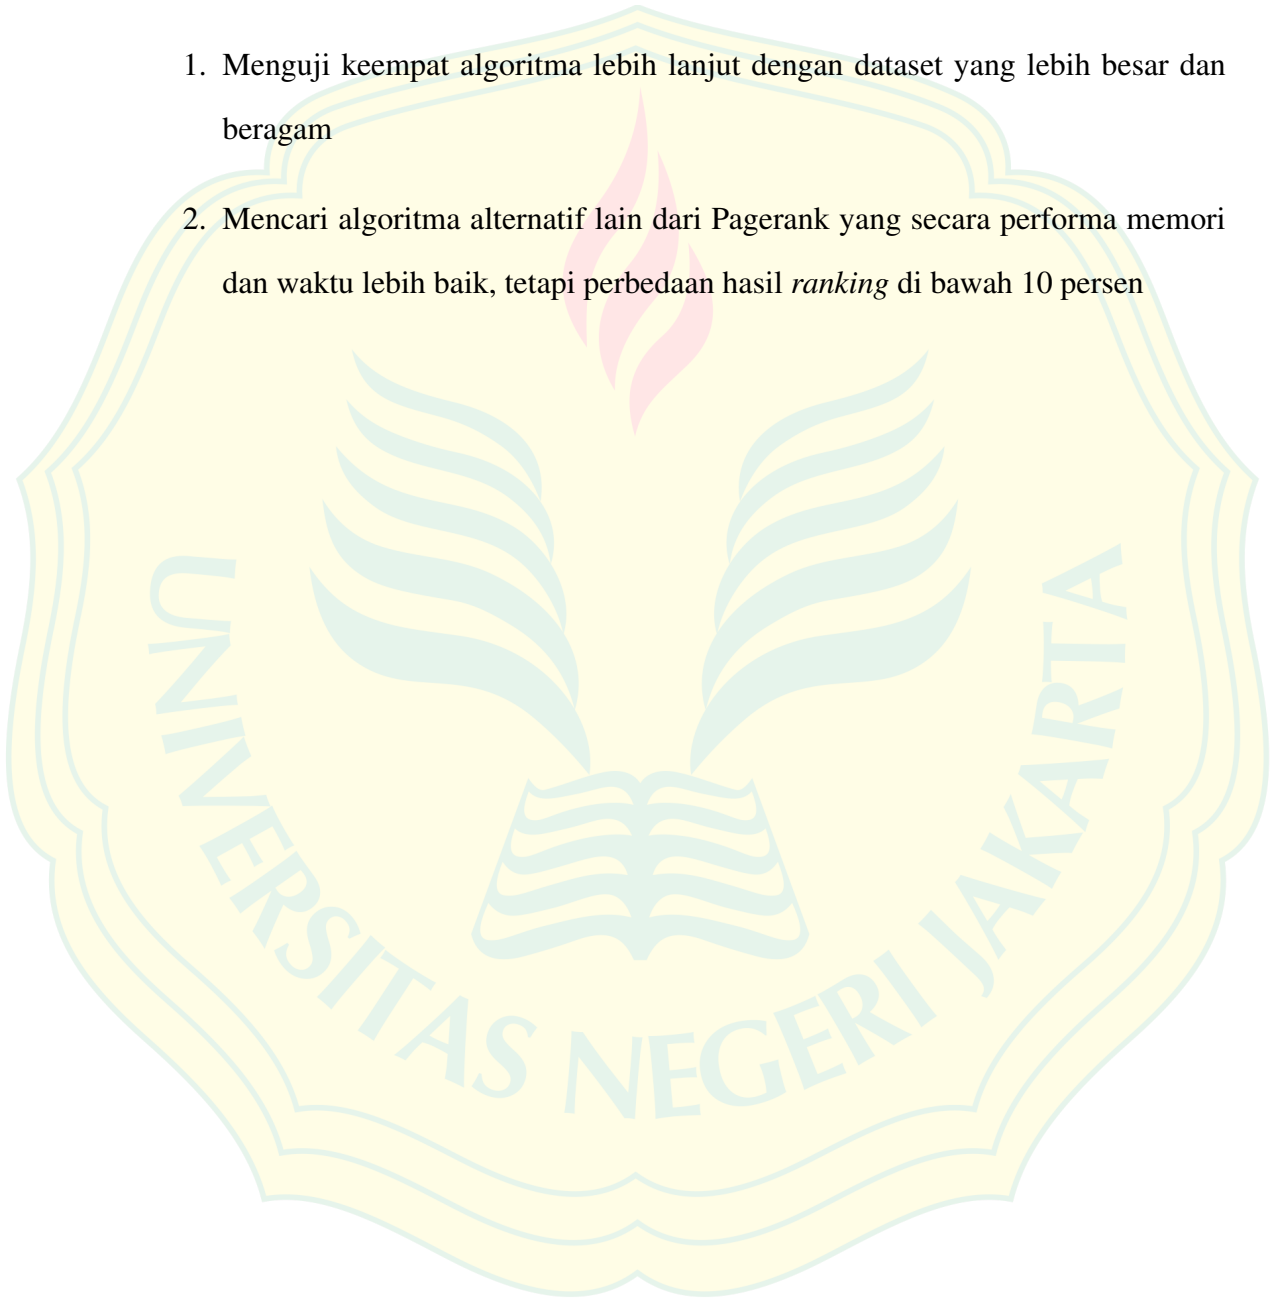 1. Menguji keempat algoritma lebih lanjut dengan dataset yang lebih besar dan
beragam
2. Mencari algoritma alternatif lain dari Pagerank yang secara performa memori
dan waktu lebih baik, tetapi perbedaan hasil ranking di bawah 10 persen
UNIVERSITAS NEGERI JAKARTA